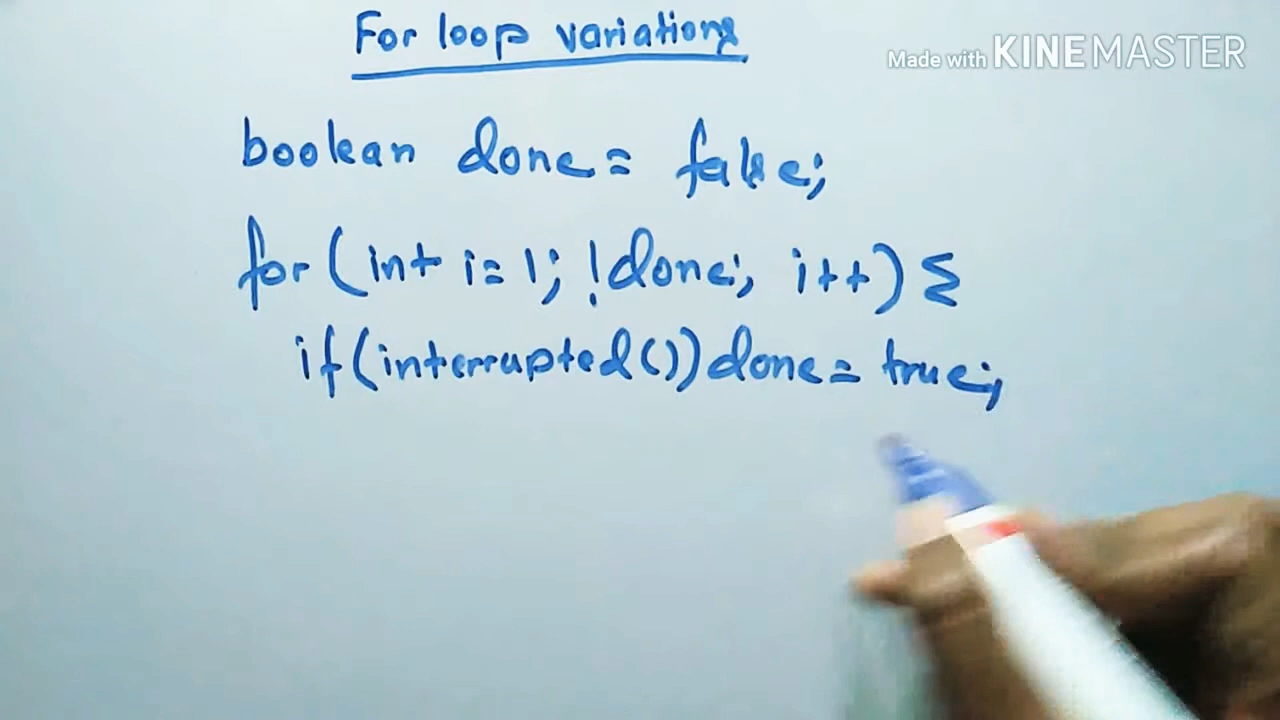 For loop variations
Made with KINEMASTER
boolean done = false;
for(int i=1; !done; i++) {
if(interrupted()) done = true;